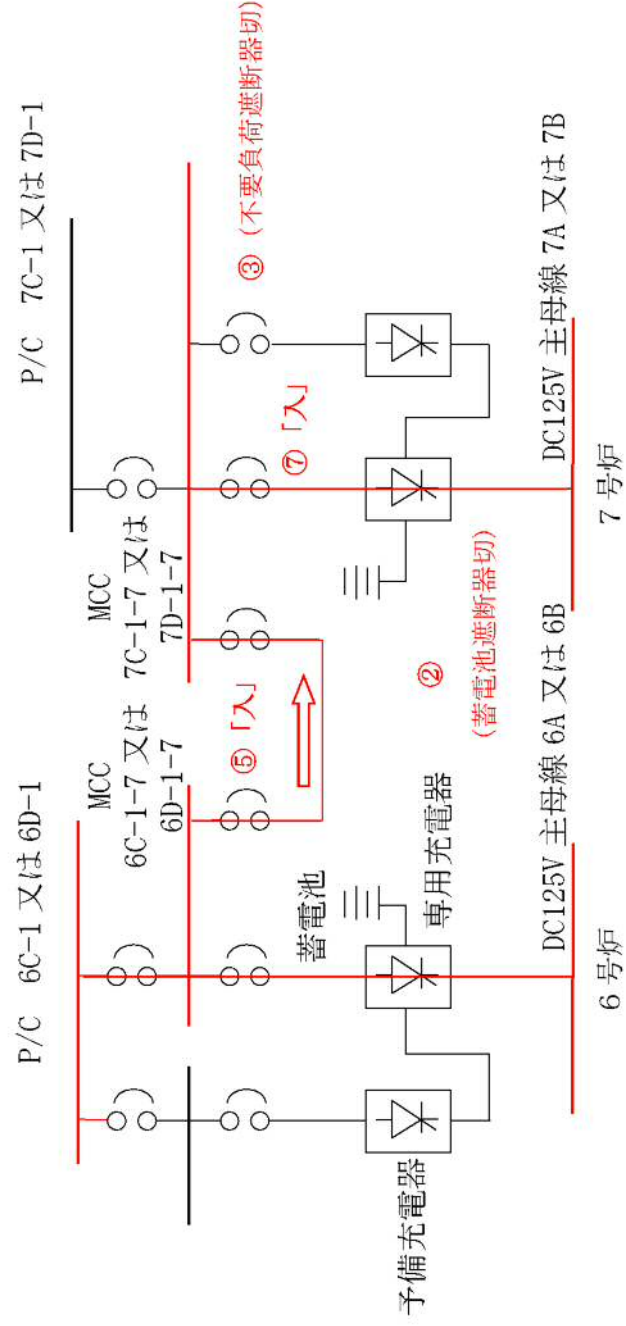 P/C 6C-1 又は 6D-1
P/C 7C-1 又は 7D-1
MCC
6C-1-7 又は
6D-1-7
MCC
7C-1-7 又は
7D-1-7
⑤「入」
⑦「入」
③ (不要負荷遮断器切)
蓄電池
専用充電器
予備充電器
②
(蓄電池遮断器切)
DC125V 主母線 6A 又は 6B
DC125V 主母線 7A 又は 7B
6 号炉
7 号炉